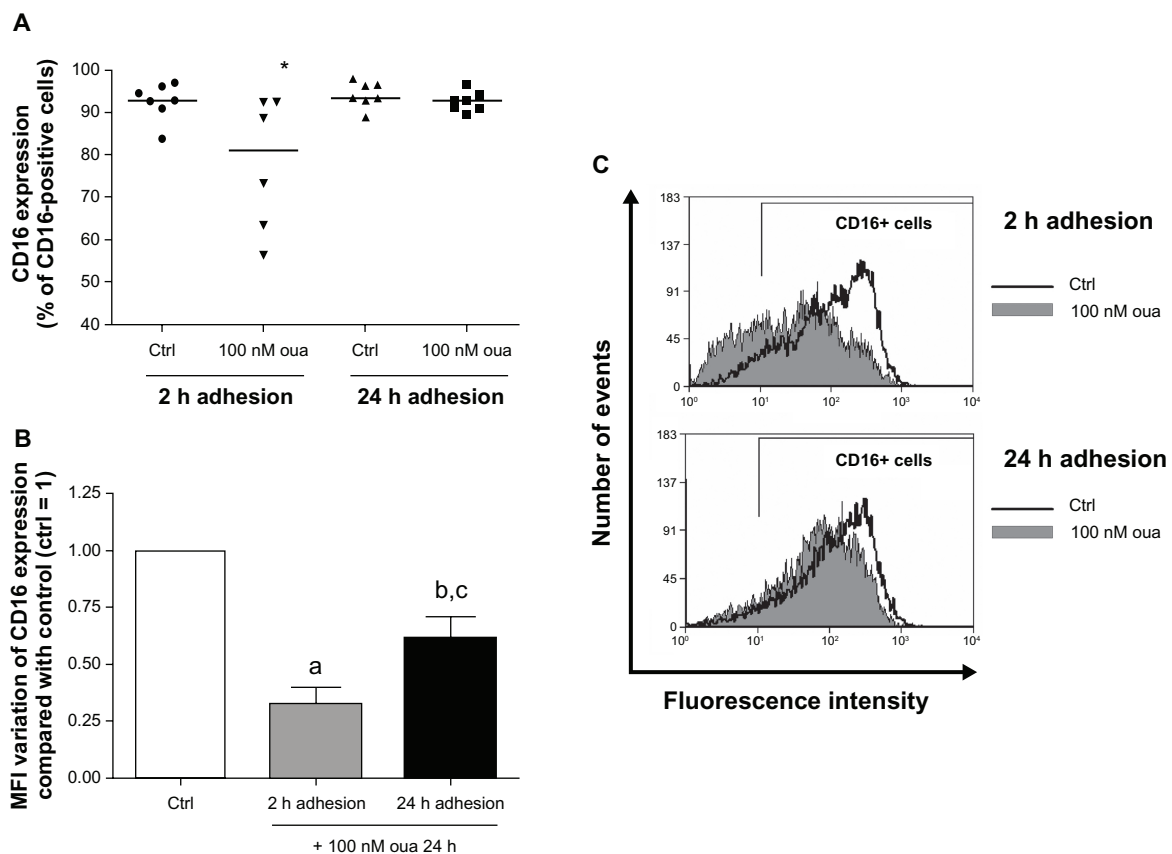 A
CD16 expression
(% of CD16-positive cells)
100
90
80
70
60
50
40
*
Ctrl
100 nM oua
Ctrl
100 nM oua
2 h adhesion
24 h adhesion
B
MFI variation of CD16 expression
compared with control (ctrl = 1)
1.25
1.00
0.75
0.50
0.25
0.00
a
b,c
Ctrl
2 h adhesion
24 h adhesion
+ 100 nM oua 24 h
C
Number of events
183
137
91
45
0
CD16+ cells
10⁰
10¹
10²
10³
10⁴
2 h adhesion
Ctrl
100 nM oua
183
137
91
45
0
CD16+ cells
10⁰
10¹
10²
10³
10⁴
24 h adhesion
Ctrl
100 nM oua
Fluorescence intensity